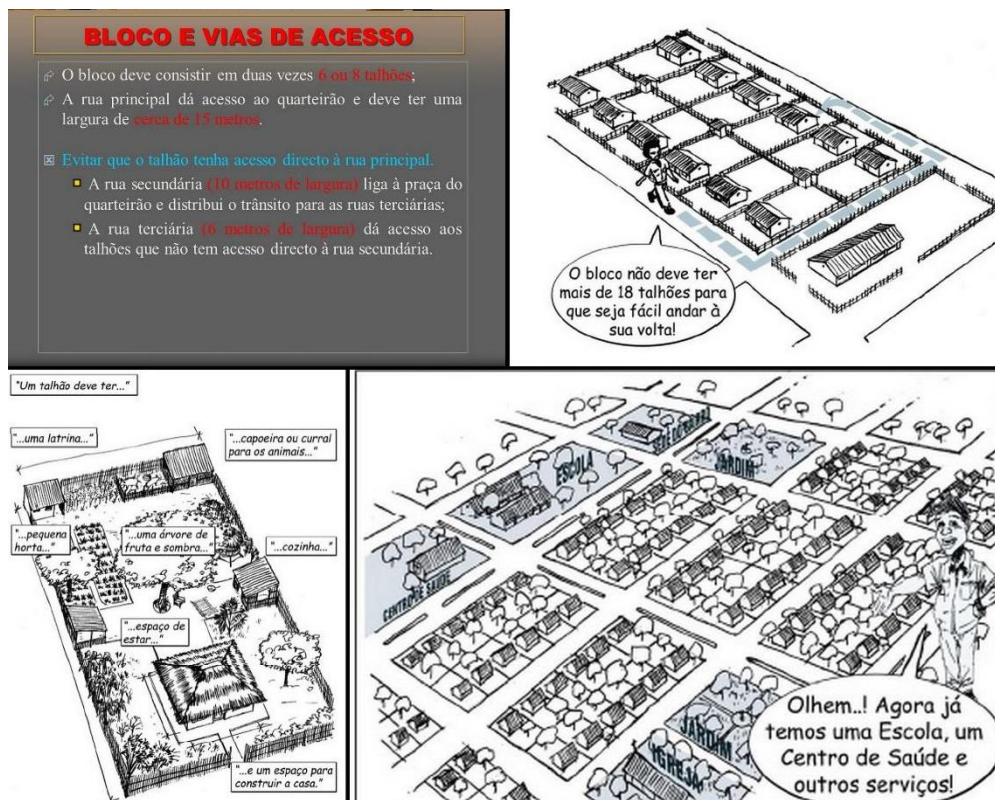 BLOCO E VIAS DE ACESSO
O bloco deve consistir em duas vezes 6 ou 8 talhões;
A rua principal dá acesso ao quarteirão e deve ter uma
largura de cerca de 15 metros.
Evitar que o talhão tenha acesso directo à rua principal.
A rua secundária (10 metros de largura) liga à praça do
quarteirão e distribui o trânsito para as ruas terciárias;
A rua terciária (6 metros de largura) dá acesso aos
talhões que não tem acesso directo à rua secundária.
O bloco não deve ter
mais de 18 talhões para
que seja fácil andar à
sua volta!
"Um talhão deve ter..."
"...uma latrina..."
"...capoeira ou curral
para os animais..."
"...pequena
horta..."
"...uma árvore de
fruta e sombra..."
"...cozinha..."
"...espaço de
estar..."
"...e um espaço para
construir a casa."
ESCOLA
JARDIM
CENTRO DE SAÚDE
JARDIM
IGREJA
Olhem..! Agora já
temos uma Escola, um
Centro de Saúde e
outros serviços!